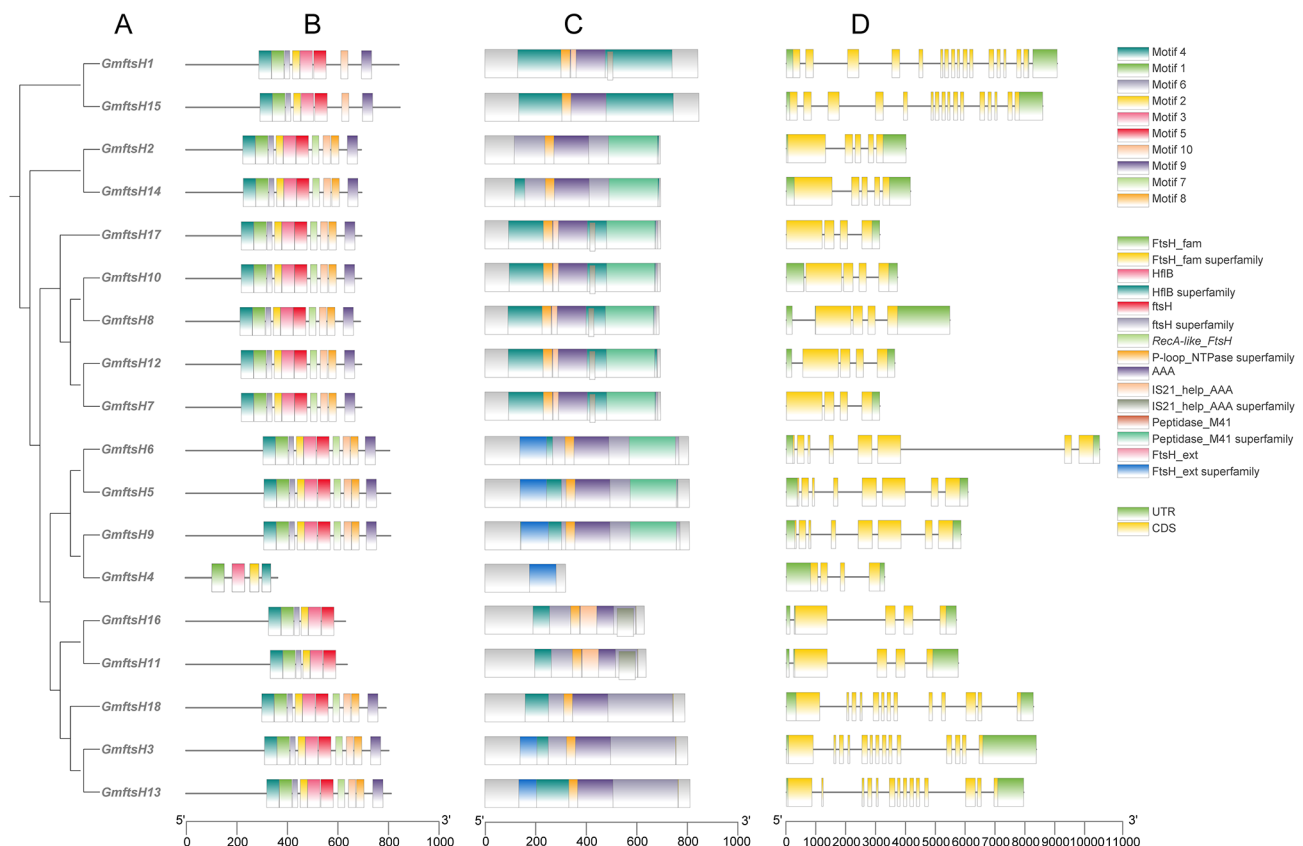 A B C D
GmftsH1
GmftsH15
GmftsH2
GmftsH14
GmftsH17
GmftsH10
GmftsH8
GmftsH12
GmftsH7
GmftsH6
GmftsH5
GmftsH9
GmftsH4
GmftsH16
GmftsH11
GmftsH18
GmftsH3
GmftsH13
5' 3'
0 200 400 600 800 1000
0 200 400 600 800 1000
5' 3'
0 1000 2000 3000 4000 5000 6000 7000 8000 9000 10000 11000
Motif 4
Motif 1
Motif 6
Motif 2
Motif 3
Motif 5
Motif 10
Motif 9
Motif 7
Motif 8
FtsH_fam
FtsH_fam superfamily
HflB
HflB superfamily
ftsH
ftsH superfamily
RecA-like_FtsH
P-loop_NTPase superfamily
AAA
IS21_help_AAA
IS21_help_AAA superfamily
Peptidase_M41
Peptidase_M41 superfamily
FtsH_ext
FtsH_ext superfamily
UTR
CDS